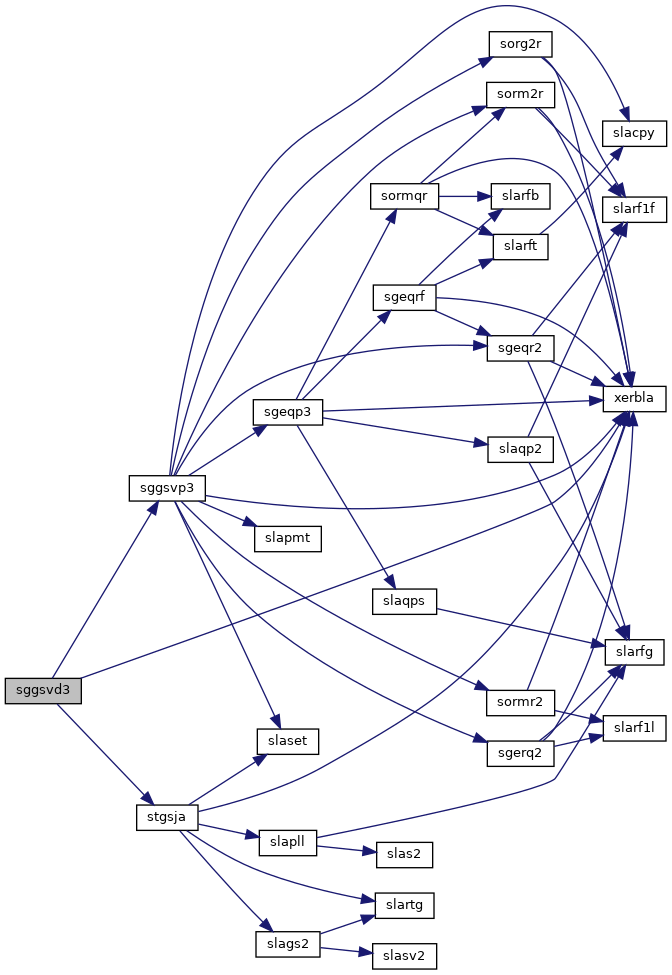 sorg2r
sorm2r
slacpy
sormqr
slarfb
slarf1f
slarft
sgeqrf
sgeqr2
xerbla
sgeqp3
slaqp2
sggsvp3
slapmt
slaqps
slarfg
sggsvd3
sormr2
slarf1l
slaset
sgerq2
stgsja
slapll
slas2
slartg
slags2
slasv2